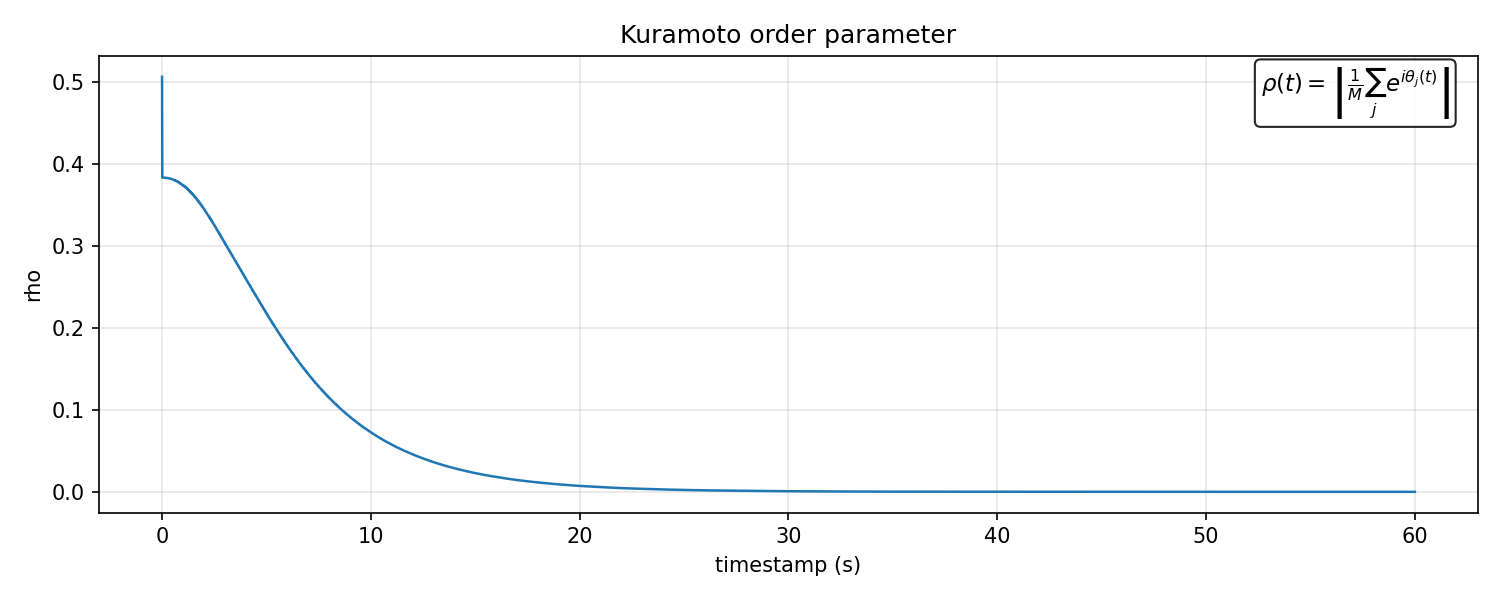 Kuramoto order parameter
ρ(t) = |1/M ∑_j e^{iθ_j(t)}|
rho
0.5
0.4
0.3
0.2
0.1
0.0
0 10 20 30 40 50 60
timestamp (s)